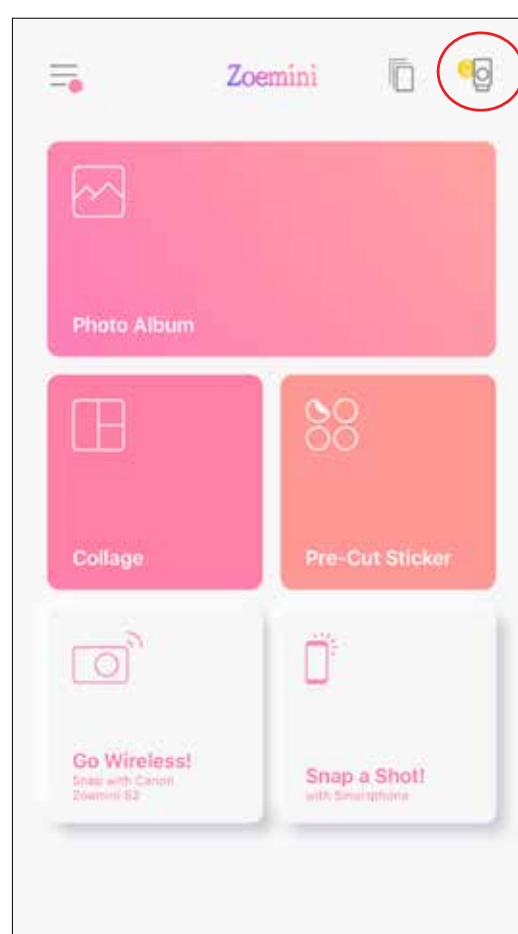 Zoemini
Photo Album
Collage
Pre-Cut Sticker
Go Wireless!
Snap with Canon
Zoemini S2
Snap a Shot!
with Smartphone